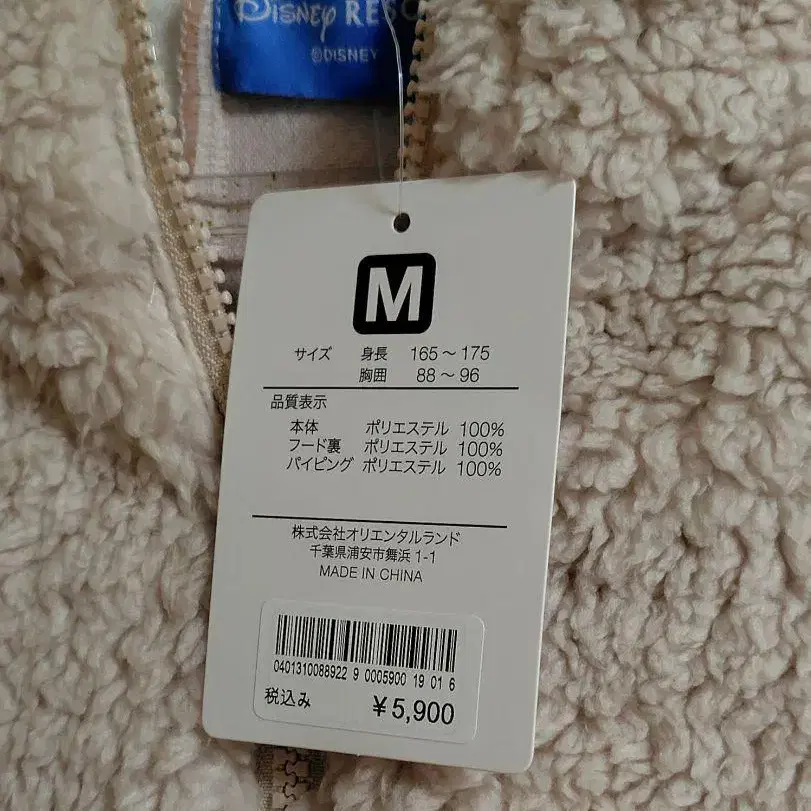 Disney RESO
©DISNEY
M
サイズ 身長 165～175
胸囲 88～96
品質表示
本体 ポリエステル 100%
フード裏 ポリエステル 100%
パイピング ポリエステル 100%
株式会社オリエンタルランド
千葉県浦安市舞浜 1-1
MADE IN CHINA
0401310088922 9 0005900 19 01 6
税込み ¥5,900